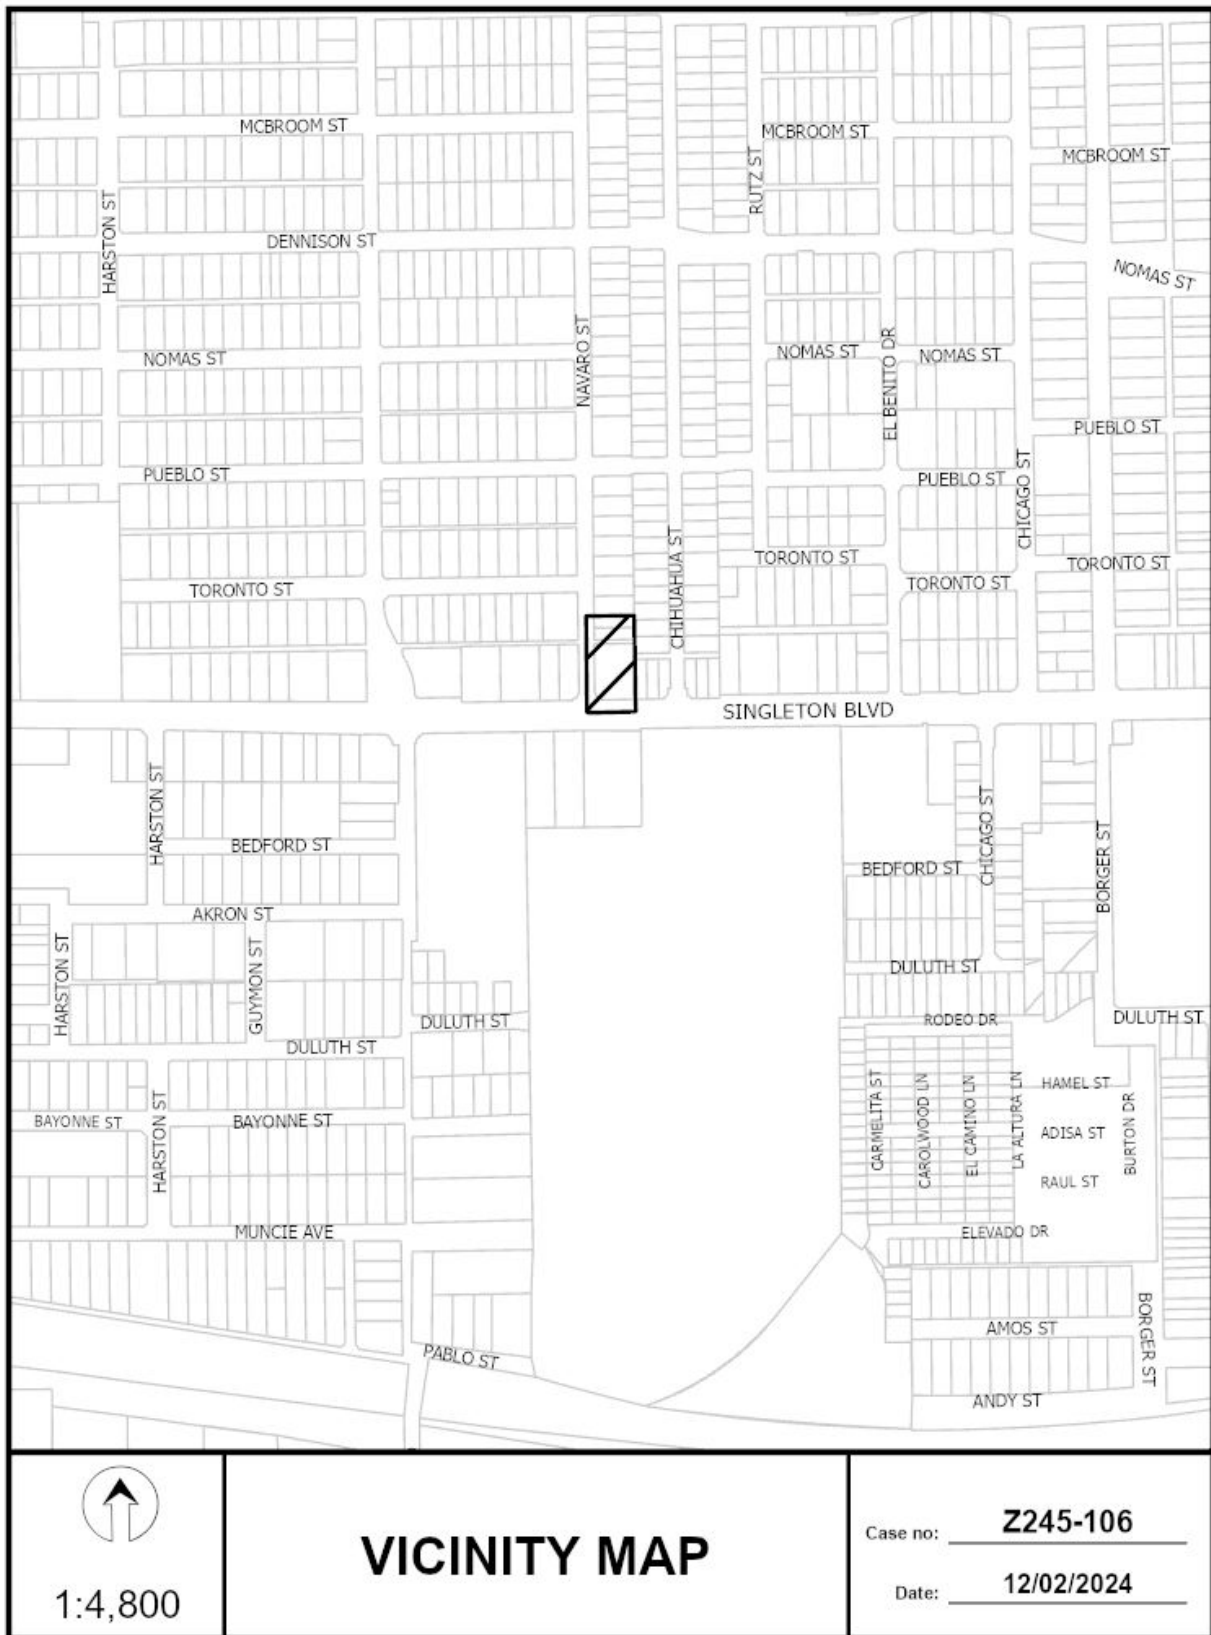 MCBROOM ST
MCBROOM ST
MCBROOM ST
RUTZ ST
HARSTON ST
DENNISON ST
NOMAS ST
NAVARO ST
EL BENITO DR
NOMAS ST
NOMAS ST
NOMAS ST
PUEBLO ST
PUEBLO ST
PUEBLO ST
CHICAGO ST
CHIHUAHUA ST
TORONTO ST
TORONTO ST
TORONTO ST
TORONTO ST
SINGLETON BLVD
HARSTON ST
BEDFORD ST
CHICAGO ST
BORGER ST
BEDFORD ST
AKRON ST
HARSTON ST
GUYMON ST
DULUTH ST
DULUTH ST
RODEO DR
DULUTH ST
DULUTH ST
CARMELITA ST
CAROLWOOD LN
EL CAMINO LN
LA ALTURA LN
HAMEL ST
BURTON DR
BAYONNE ST
HARSTON ST
BAYONNE ST
ADISA ST
RAUL ST
MUNCIE AVE
ELEVADO DR
BORGER ST
AMOS ST
PABLO ST
ANDY ST
1:4,800
VICINITY MAP
Case no: Z245-106
Date: 12/02/2024